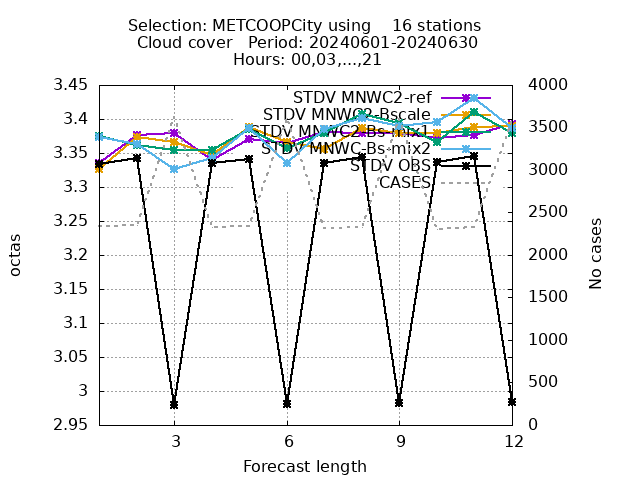 Selection: METCOOPCity using    16 stations
Cloud cover   Period: 20240601-20240630
Hours: 00,03,...,21
3.45
3.4
3.35
3.3
3.25
3.2
3.15
3.1
3.05
3
2.95
4000
3500
3000
2500
2000
1500
1000
500
0
3
6
9
12
octas
No cases
Forecast length
STDV MNWC2-ref
STDV MNWC2-Bscale
STDV MNWC2-Bs-mix
STDV MNWC-Bs-mix2
STDV OBS
CASES